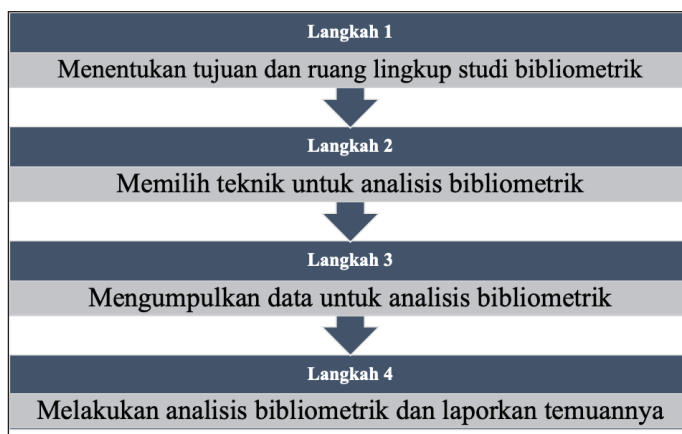 Langkah 1
Menentukan tujuan dan ruang lingkup studi bibliometrik
Langkah 2
Memilih teknik untuk analisis bibliometrik
Langkah 3
Mengumpulkan data untuk analisis bibliometrik
Langkah 4
Melakukan analisis bibliometrik dan laporkan temuannya